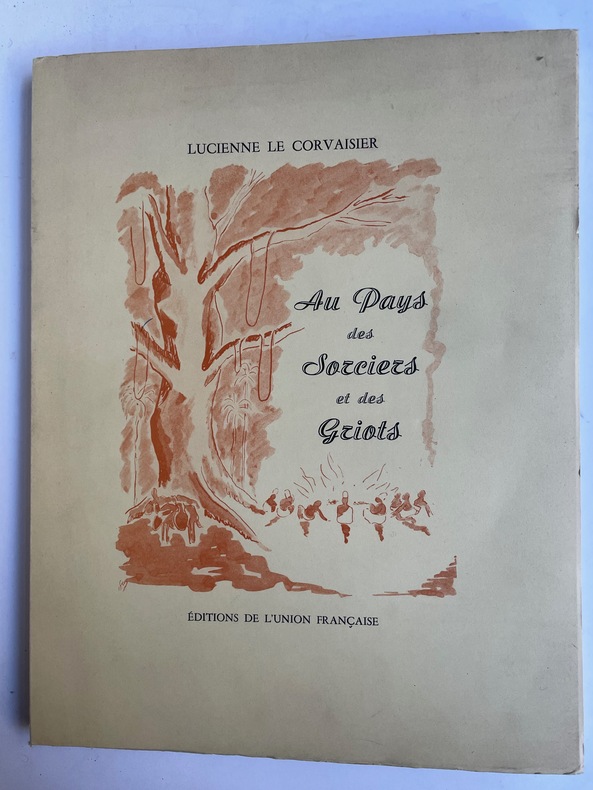 LUCIENNE LE CORVAISIER
Au Pays
des
Sorciers
et des
Griots
ÉDITIONS DE L'UNION FRANÇAISE